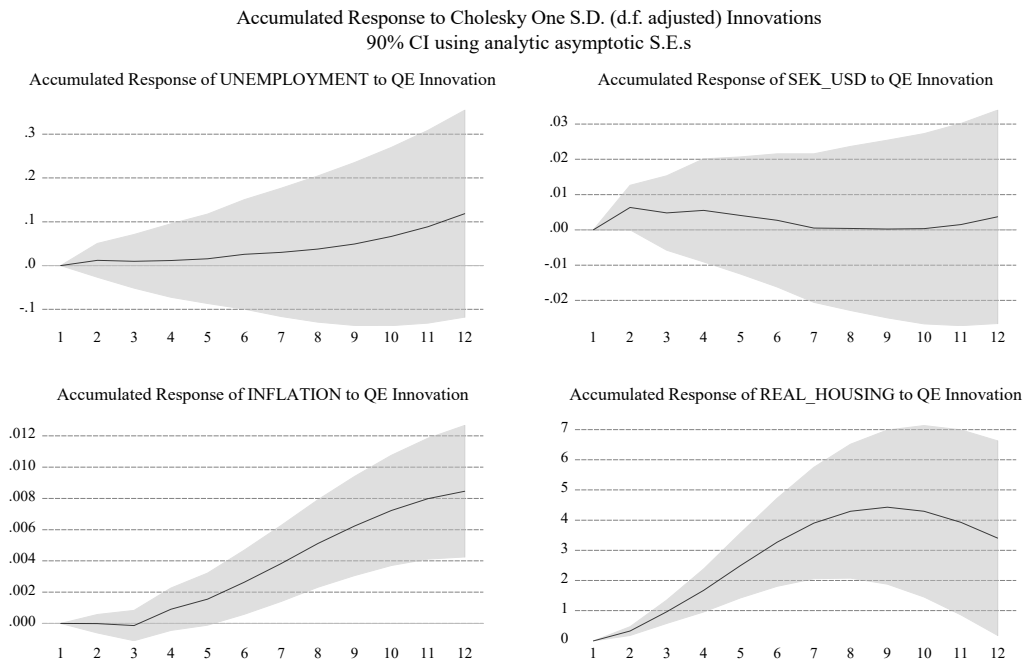 Accumulated Response to Cholesky One S.D. (d.f. adjusted) Innovations
90% CI using analytic asymptotic S.E.s
Accumulated Response of UNEMPLOYMENT to QE Innovation
.3
.2
.1
.0
-.1
1 2 3 4 5 6 7 8 9 10 11 12
Accumulated Response of SEK_USD to QE Innovation
.03
.02
.01
.00
-.01
-.02
1 2 3 4 5 6 7 8 9 10 11 12
Accumulated Response of INFLATION to QE Innovation
.012
.010
.008
.006
.004
.002
.000
1 2 3 4 5 6 7 8 9 10 11 12
Accumulated Response of REAL_HOUSING to QE Innovation
7
6
5
4
3
2
1
0
1 2 3 4 5 6 7 8 9 10 11 12